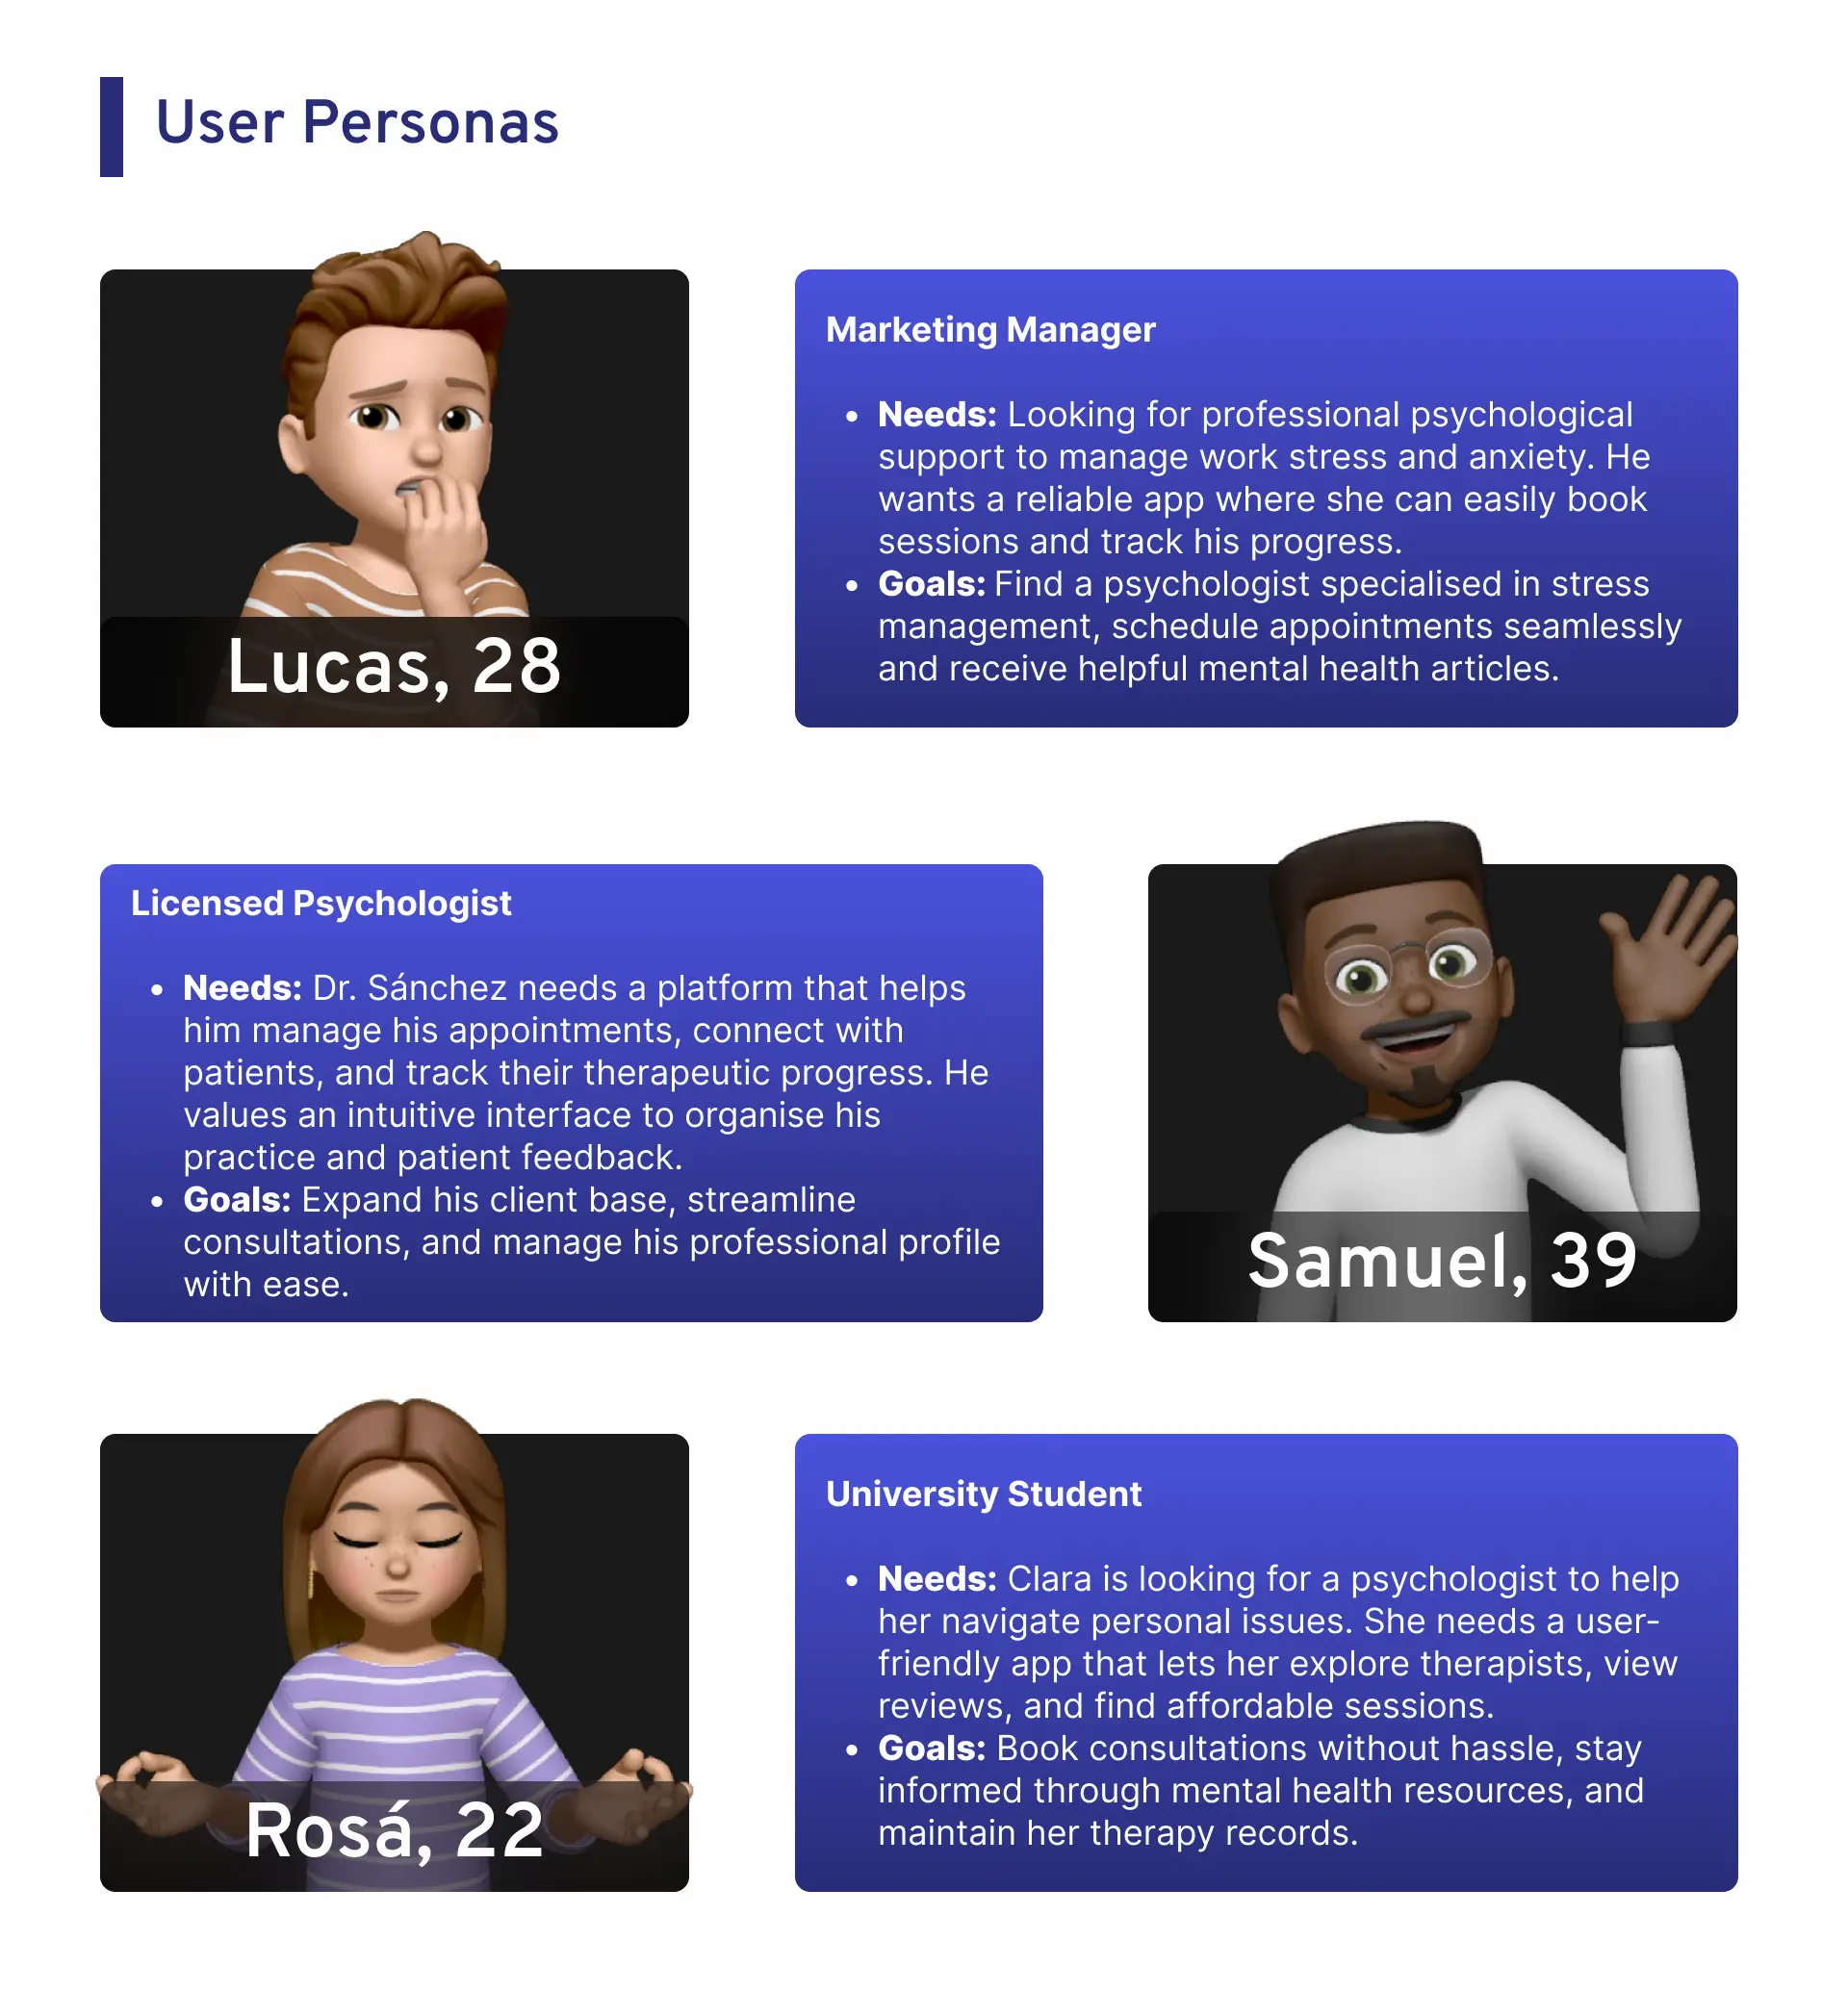 User Personas
Lucas, 28
Marketing Manager
• Needs: Looking for professional psychological
support to manage work stress and anxiety. He
wants a reliable app where she can easily book
sessions and track his progress.
• Goals: Find a psychologist specialised in stress
management, schedule appointments seamlessly
and receive helpful mental health articles.
Licensed Psychologist
• Needs: Dr. Sánchez needs a platform that helps
him manage his appointments, connect with
patients, and track their therapeutic progress. He
values an intuitive interface to organise his
practice and patient feedback.
• Goals: Expand his client base, streamline
consultations, and manage his professional profile
with ease.
Samuel, 39
Rosá, 22
University Student
• Needs: Clara is looking for a psychologist to help
her navigate personal issues. She needs a user-
friendly app that lets her explore therapists, view
reviews, and find affordable sessions.
• Goals: Book consultations without hassle, stay
informed through mental health resources, and
maintain her therapy records.